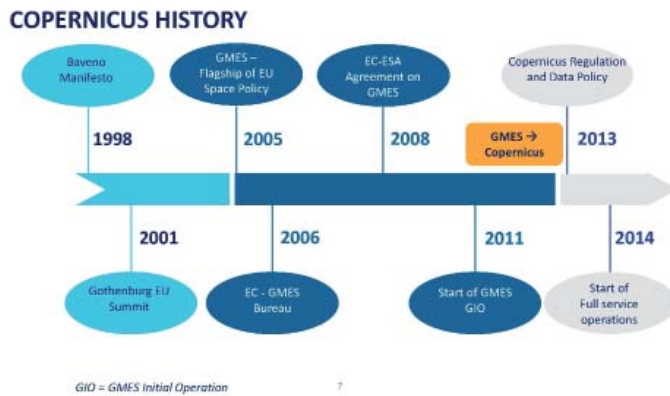 COPERNICUS HISTORY
Baveno
Manifesto
GMES –
Flagship of EU
Space Policy
EC-ESA
Agreement on
GMES
Copernicus Regulation
and Data Policy
1998
2005
2008
GMES →
Copernicus
2013
2001
2006
2011
2014
Gothenburg EU
Summit
EC - GMES
Bureau
Start of GMES
GIO
Start of
Full service
operations
GIO = GMES Initial Operation
7